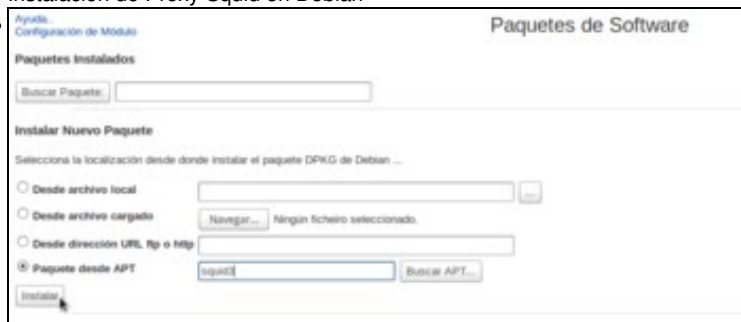 Instalación de Proxy Squid en Debian
Ayuda..
Configuración de Módulo
Paquetes de Software
Paquetes Instalados
Buscar Paquete:
Instalar Nuevo Paquete
Selecciona la localización desde donde instalar el paquete DPKG de Debian ...
Desde archivo local
...
Desde archivo cargado
Navegar... Ningún ficheiro seleccionado.
Desde dirección URL ftp o http
Paquete desde APT squid3 Buscar APT...
Instalar